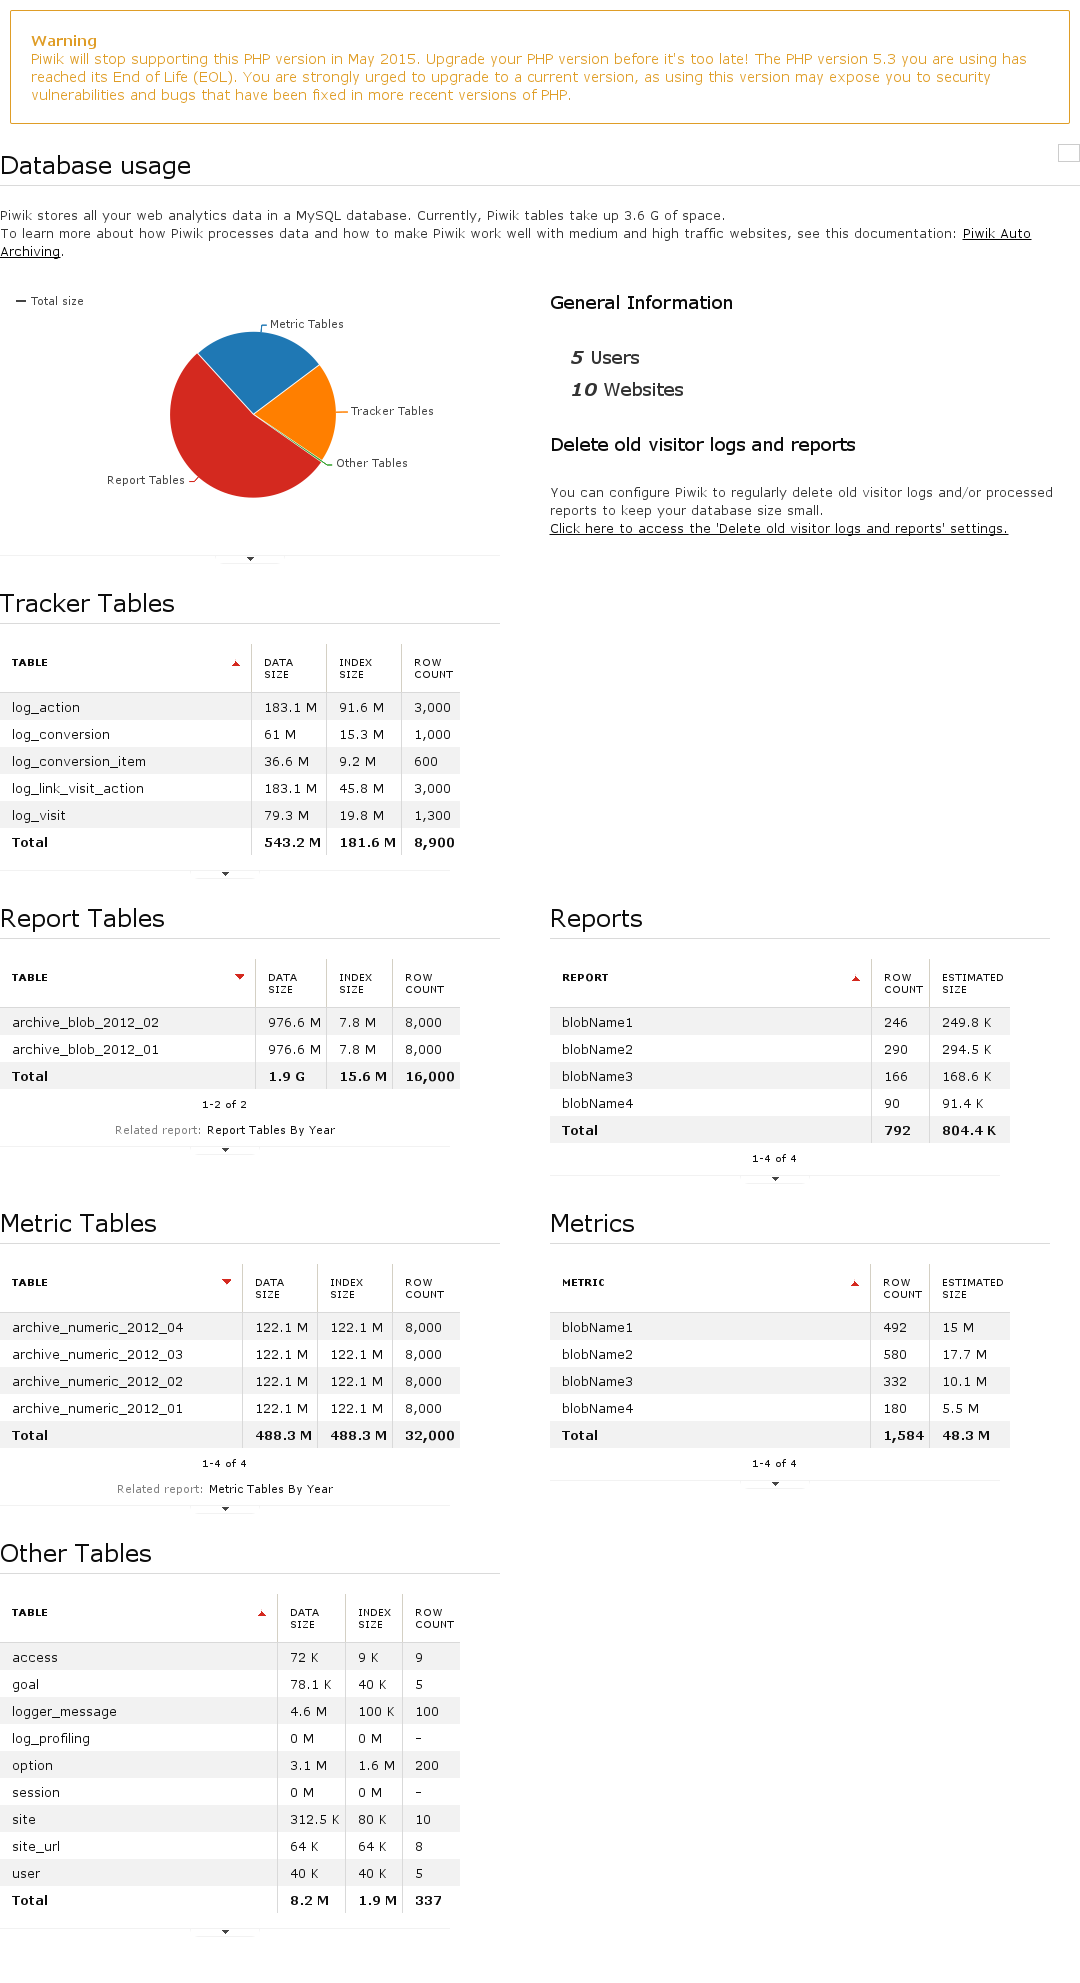 Warning
Piwik will stop supporting this PHP version in May 2015. Upgrade your PHP version before it's too late! The PHP version 5.3 you are using has
reached its End of Life (EOL). You are strongly urged to upgrade to a current version, as using this version may expose you to security
vulnerabilities and bugs that have been fixed in more recent versions of PHP.
Database usage
Piwik stores all your web analytics data in a MySQL database. Currently, Piwik tables take up 3.6 G of space.
To learn more about how Piwik processes data and how to make Piwik work well with medium and high traffic websites, see this documentation: Piwik Auto
Archiving.
Total size
Metric Tables
Tracker Tables
Other Tables
Report Tables
General Information
5 Users
10 Websites
Delete old visitor logs and reports
You can configure Piwik to regularly delete old visitor logs and/or processed
reports to keep your database size small.
Click here to access the 'Delete old visitor logs and reports' settings.
Tracker Tables
TABLE DATA SIZE INDEX SIZE ROW COUNT
log_action 183.1 M 91.6 M 3,000
log_conversion 61 M 15.3 M 1,000
log_conversion_item 36.6 M 9.2 M 600
log_link_visit_action 183.1 M 45.8 M 3,000
log_visit 79.3 M 19.8 M 1,300
Total 543.2 M 181.6 M 8,900
Report Tables
TABLE DATA SIZE INDEX SIZE ROW COUNT
archive_blob_2012_02 976.6 M 7.8 M 8,000
archive_blob_2012_01 976.6 M 7.8 M 8,000
Total 1.9 G 15.6 M 16,000
1-2 of 2
Related report: Report Tables By Year
Reports
REPORT ROW COUNT ESTIMATED SIZE
blobName1 246 249.8 K
blobName2 290 294.5 K
blobName3 166 168.6 K
blobName4 90 91.4 K
Total 792 804.4 K
1-4 of 4
Metric Tables
TABLE DATA SIZE INDEX SIZE ROW COUNT
archive_numeric_2012_04 122.1 M 122.1 M 8,000
archive_numeric_2012_03 122.1 M 122.1 M 8,000
archive_numeric_2012_02 122.1 M 122.1 M 8,000
archive_numeric_2012_01 122.1 M 122.1 M 8,000
Total 488.3 M 488.3 M 32,000
1-4 of 4
Related report: Metric Tables By Year
Metrics
METRIC ROW COUNT ESTIMATED SIZE
blobName1 492 15 M
blobName2 580 17.7 M
blobName3 332 10.1 M
blobName4 180 5.5 M
Total 1,584 48.3 M
1-4 of 4
Other Tables
TABLE DATA SIZE INDEX SIZE ROW COUNT
access 72 K 9 K 9
goal 78.1 K 40 K 5
logger_message 4.6 M 100 K 100
log_profiling 0 M 0 M -
option 3.1 M 1.6 M 200
session 0 M 0 M -
site 312.5 K 80 K 10
site_url 64 K 64 K 8
user 40 K 40 K 5
Total 8.2 M 1.9 M 337